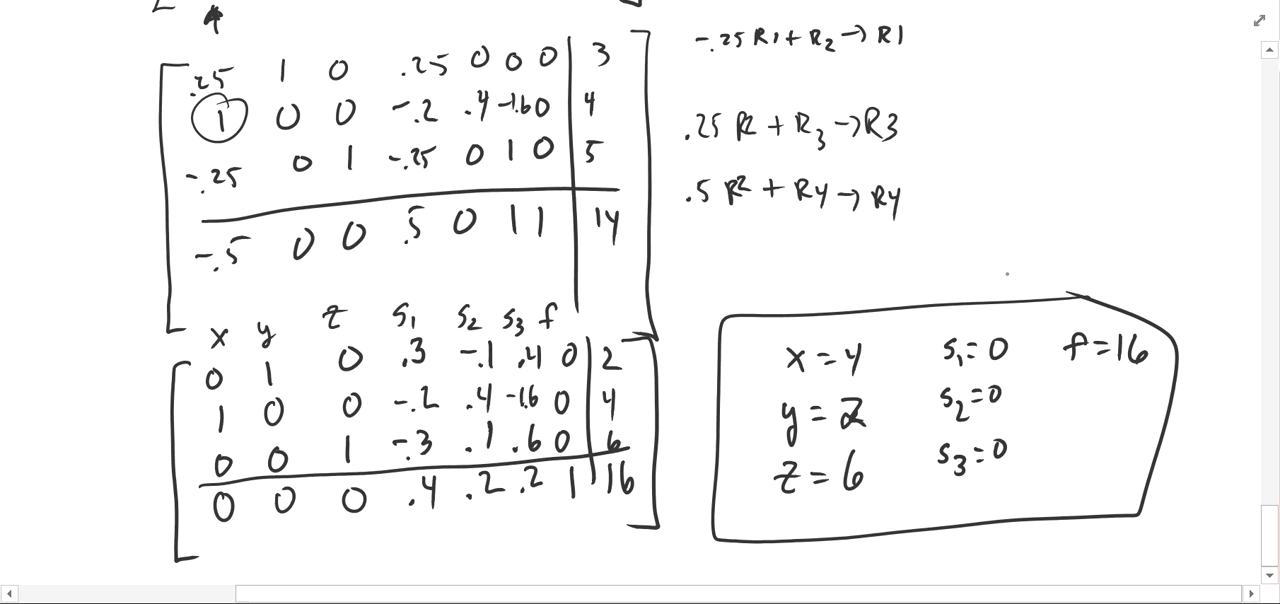 .25 1 0 .25 0 0 0 | 3
1 0 0 -.2 .4 -1.6 0 | 4
-.25 0 1 -.25 0 1 0 | 5
-.5 0 0 .5 0 1 1 | 14
-.25 R1 + R2 → R1
.25 R2 + R3 → R3
.5 R2 + R4 → R4
x y z s1 s2 s3 f
0 1 0 .3 -.1 .4 0 | 2
1 0 0 -.2 .4 -1.6 0 | 4
0 0 1 -.3 .1 .6 0 | 6
0 0 0 .4 .2 .2 1 | 16
x = 4 s1 = 0 f = 16
y = 2 s2 = 0
z = 6 s3 = 0